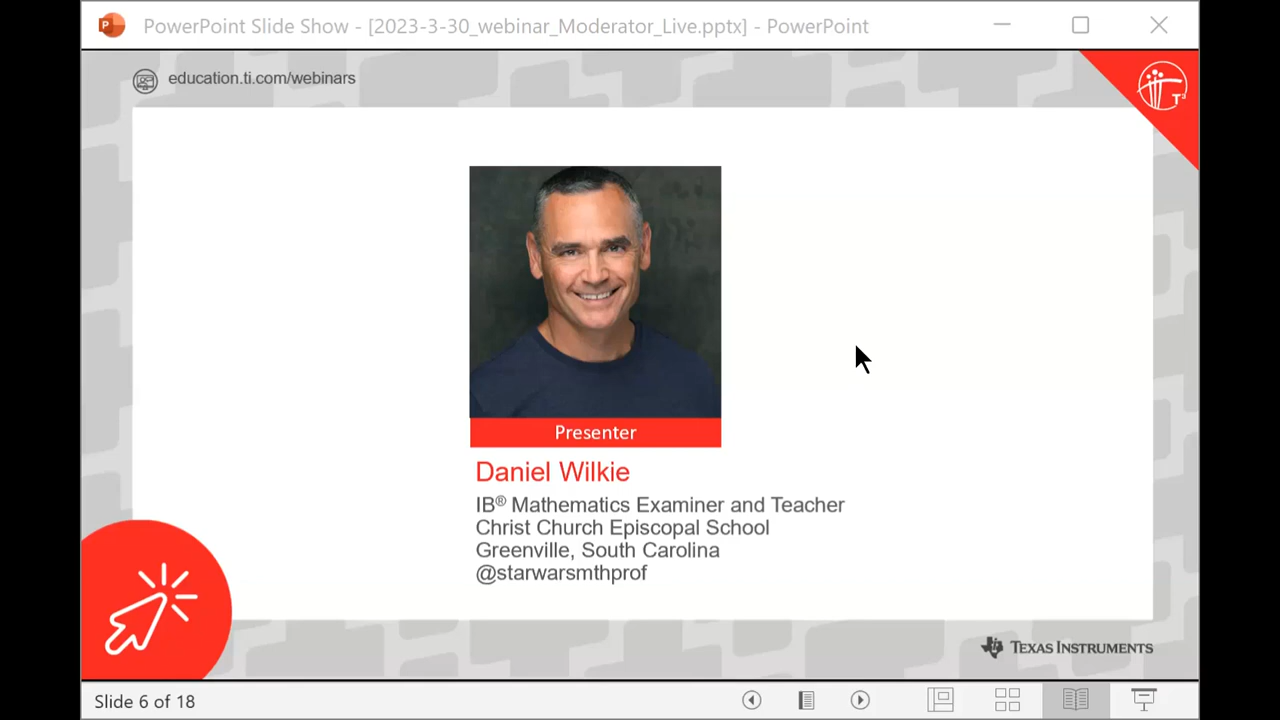 PowerPoint Slide Show - [2023-3-30_webinar_Moderator_Live.pptx] - PowerPoint
education.ti.com/webinars
T³
Presenter
Daniel Wilkie
IB® Mathematics Examiner and Teacher
Christ Church Episcopal School
Greenville, South Carolina
@starwarsmthprof
TEXAS INSTRUMENTS
Slide 6 of 18